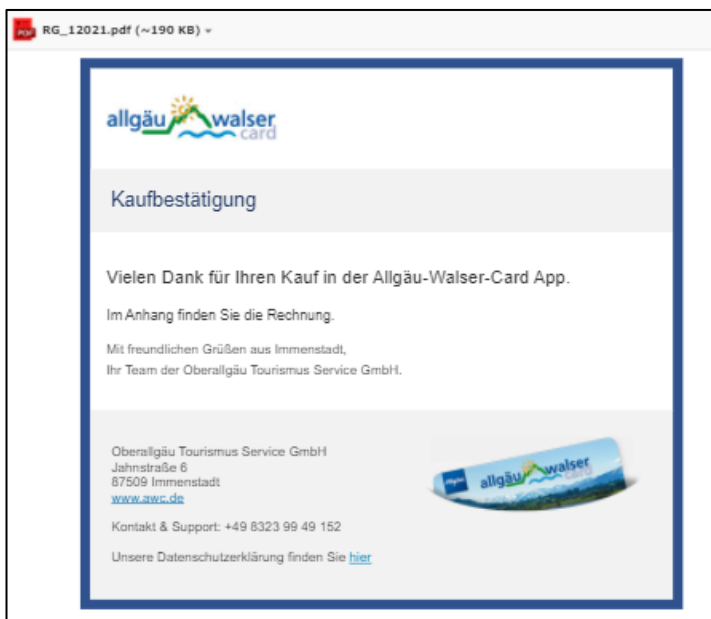 RG_12021.pdf (~190 KB)
allgäu walser
card
Kaufbestätigung
Vielen Dank für Ihren Kauf in der Allgäu-Walser-Card App.
Im Anhang finden Sie die Rechnung.
Mit freundlichen Grüßen aus Immenstadt,
Ihr Team der Oberallgäu Tourismus Service GmbH.
Oberallgäu Tourismus Service GmbH
Jahnstraße 6
87509 Immenstadt
www.awc.de
Kontakt & Support: +49 8323 99 49 152
Unsere Datenschutzerklärung finden Sie hier
allgäu walser
card